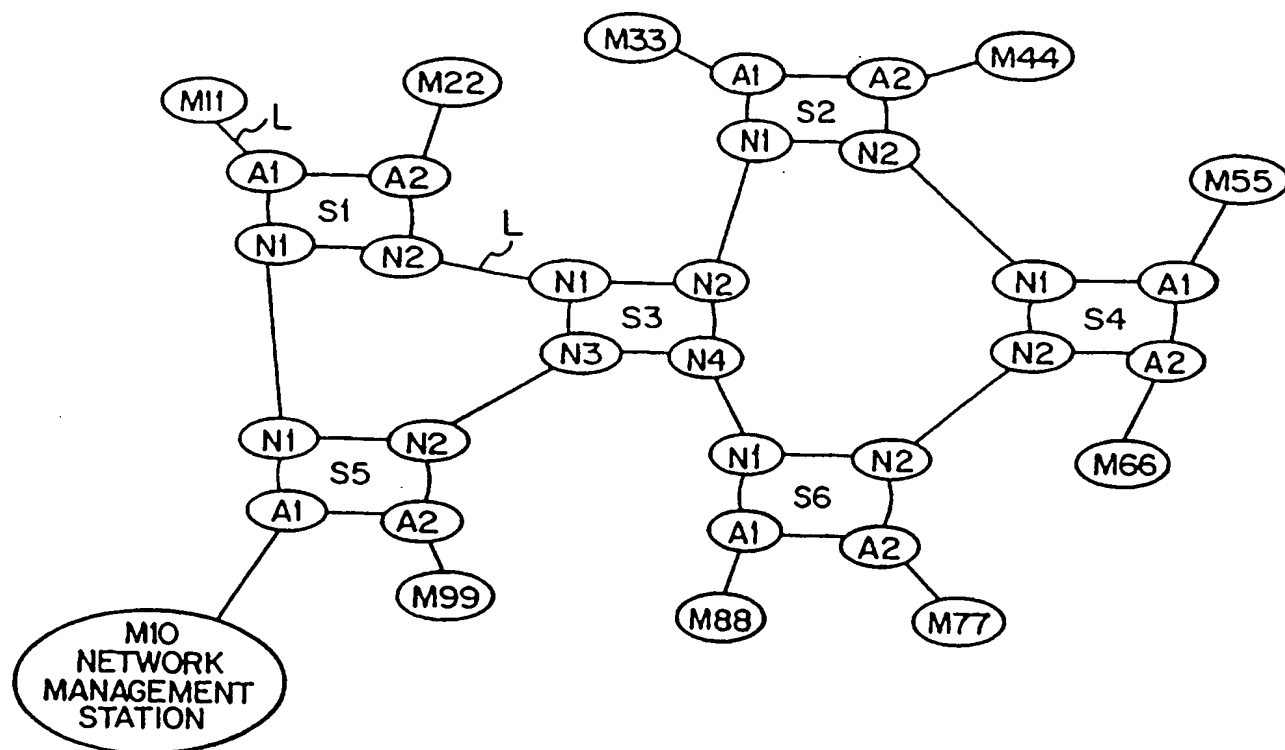 M33
M44
M22
A1
A2
M11
S2
L
N1
N2
A1
A2
M55
S1
L
N1
N2
N1
N2
N1
A1
S3
S4
N3
N4
N2
A2
N1
N2
N1
N2
M66
S5
S6
A1
A2
A1
A2
M99
M88
M77
M10
NETWORK
MANAGEMENT
STATION